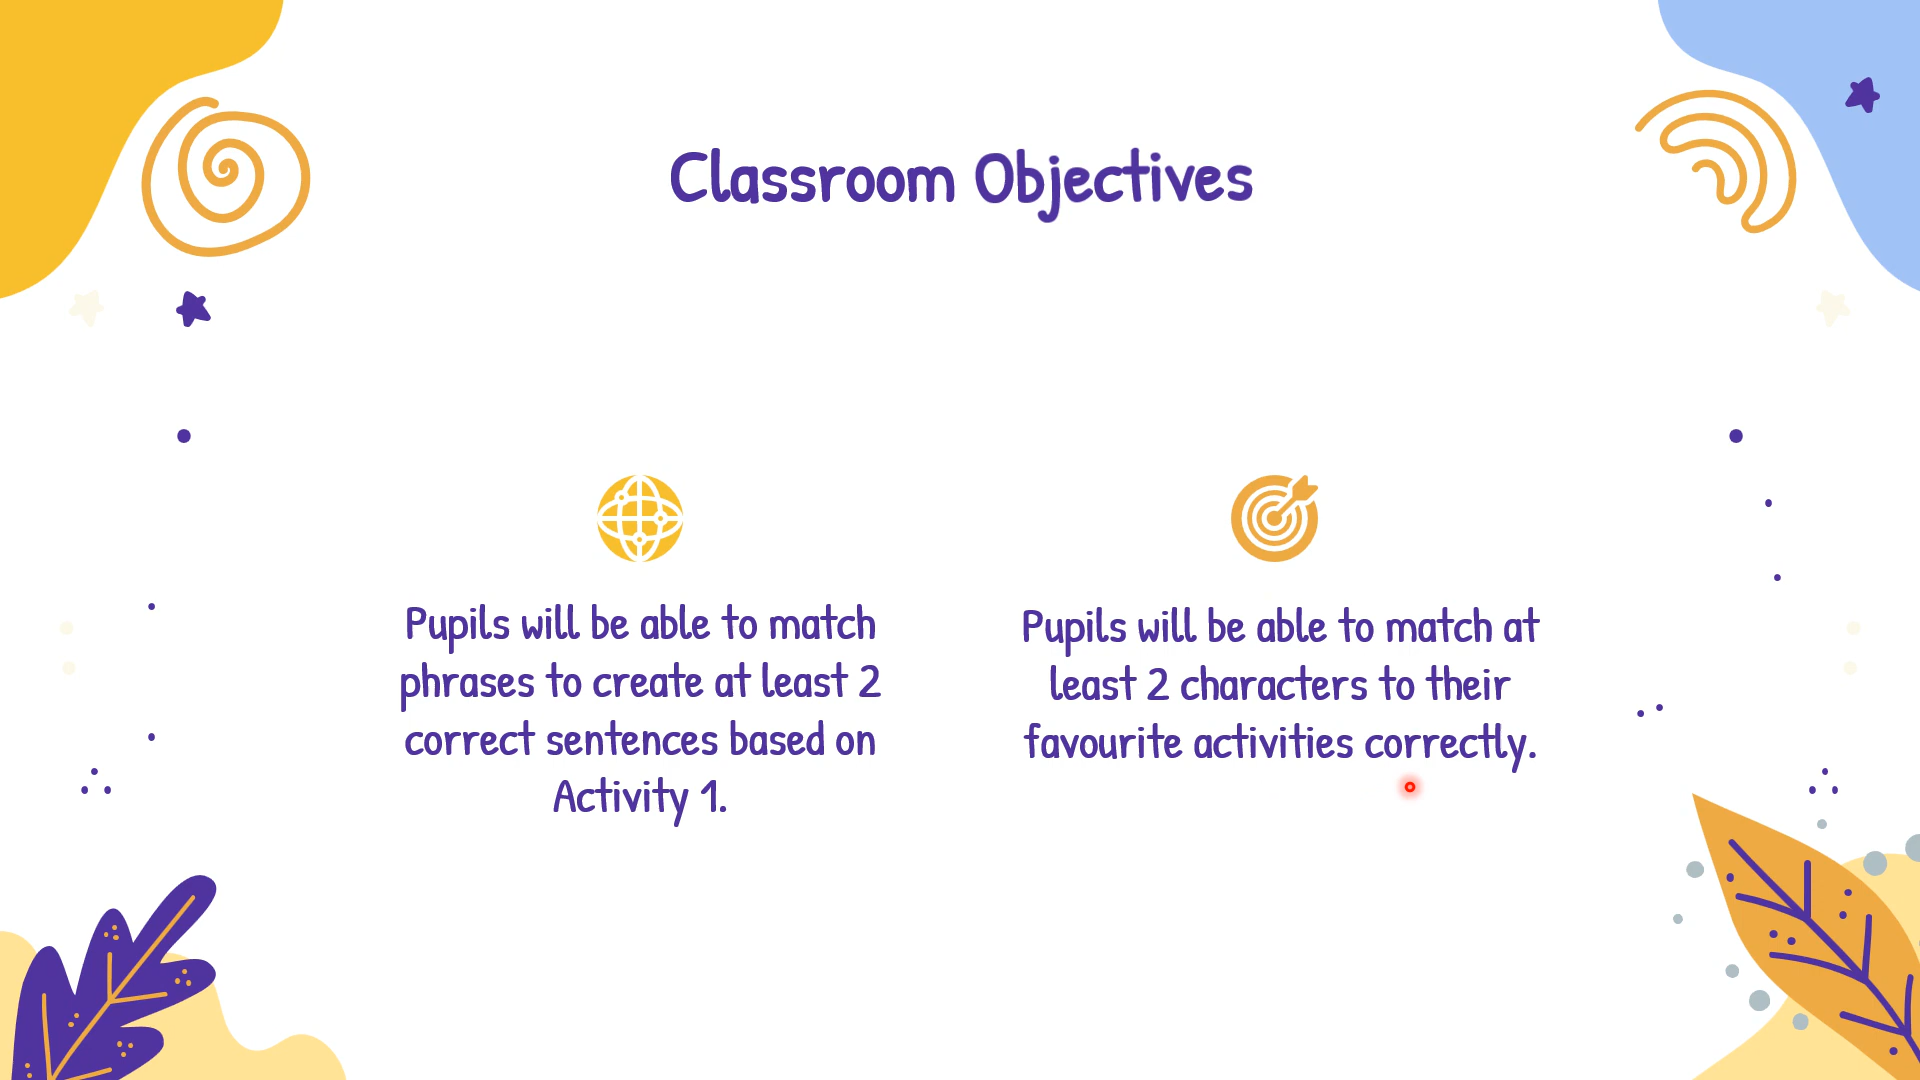 Classroom Objectives
Pupils will be able to match
phrases to create at least 2
correct sentences based on
Activity 1.
Pupils will be able to match at
least 2 characters to their
favourite activities correctly.